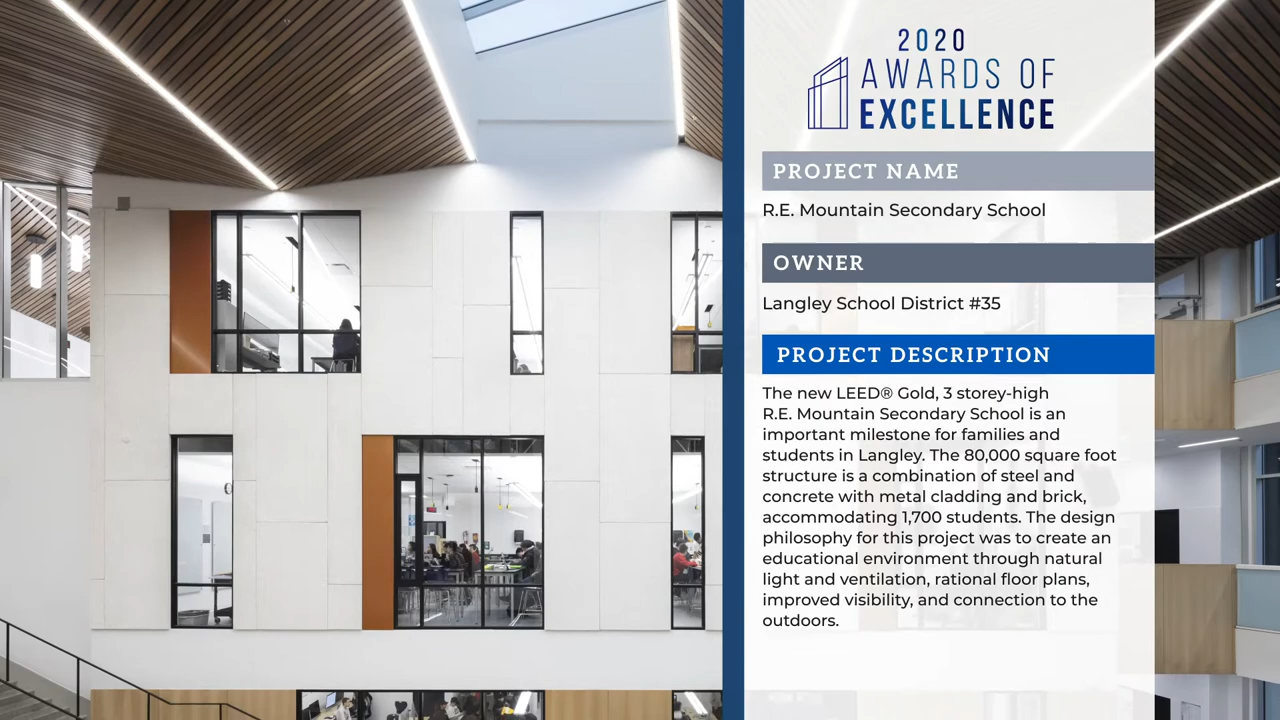 2020
AWARDS OF
EXCELLENCE
PROJECT NAME
R.E. Mountain Secondary School
OWNER
Langley School District #35
PROJECT DESCRIPTION
The new LEED® Gold, 3 storey-high
R.E. Mountain Secondary School is an
important milestone for families and
students in Langley. The 80,000 square foot
structure is a combination of steel and
concrete with metal cladding and brick,
accommodating 1,700 students. The design
philosophy for this project was to create an
educational environment through natural
light and ventilation, rational floor plans,
improved visibility, and connection to the
outdoors.